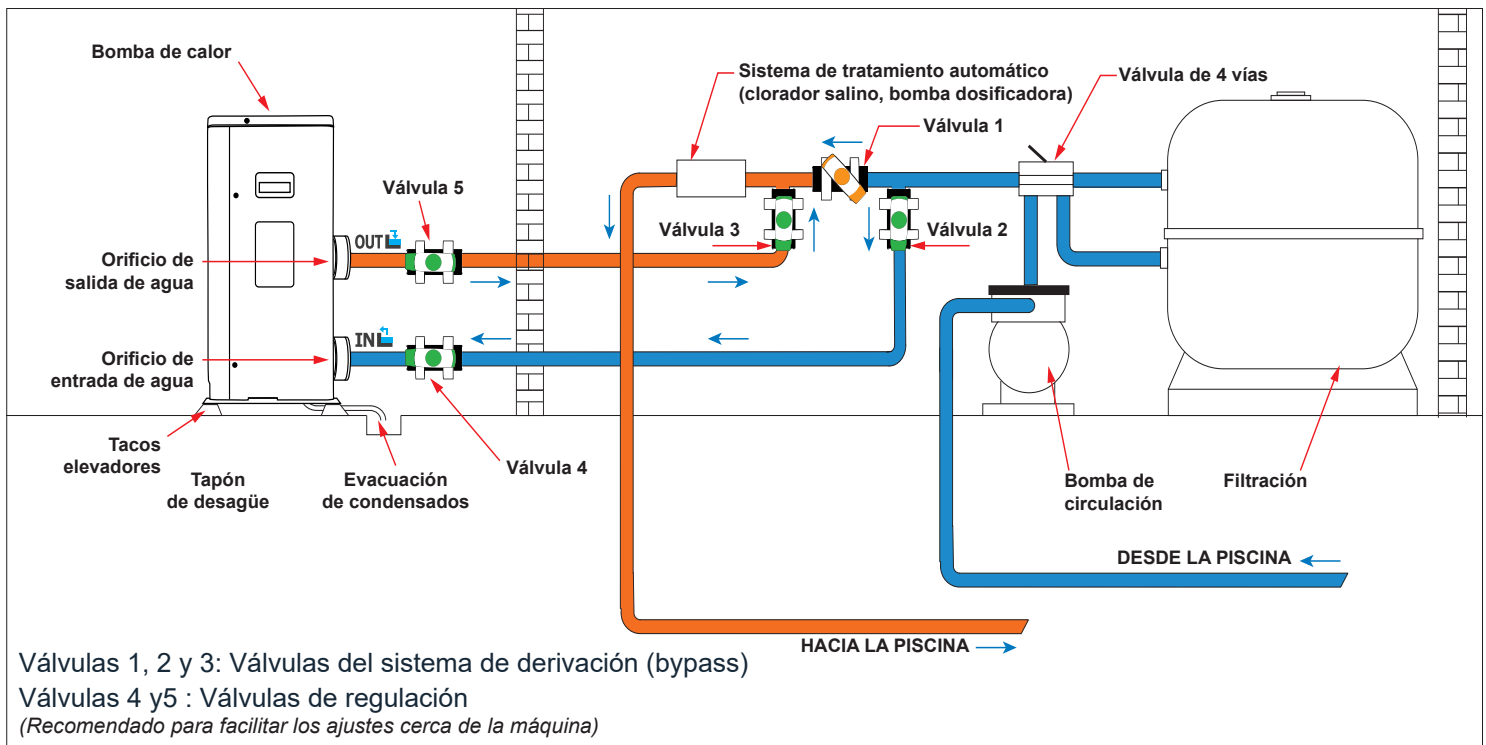 Bomba de calor
Sistema de tratamiento automático
(clorador salino, bomba dosificadora)
Válvula de 4 vías
Válvula 1
Válvula 5
Válvula 3
Válvula 2
OUT
Orificio de
salida de agua
IN
Orificio de
entrada de agua
Tacos
elevadores
Tapón
de desagüe
Evacuación
de condensados
Válvula 4
Bomba de
circulación
Filtración
DESDE LA PISCINA
HACIA LA PISCINA
Válvulas 1, 2 y 3: Válvulas del sistema de derivación (bypass)
Válvulas 4 y5 : Válvulas de regulación
(Recomendado para facilitar los ajustes cerca de la máquina)